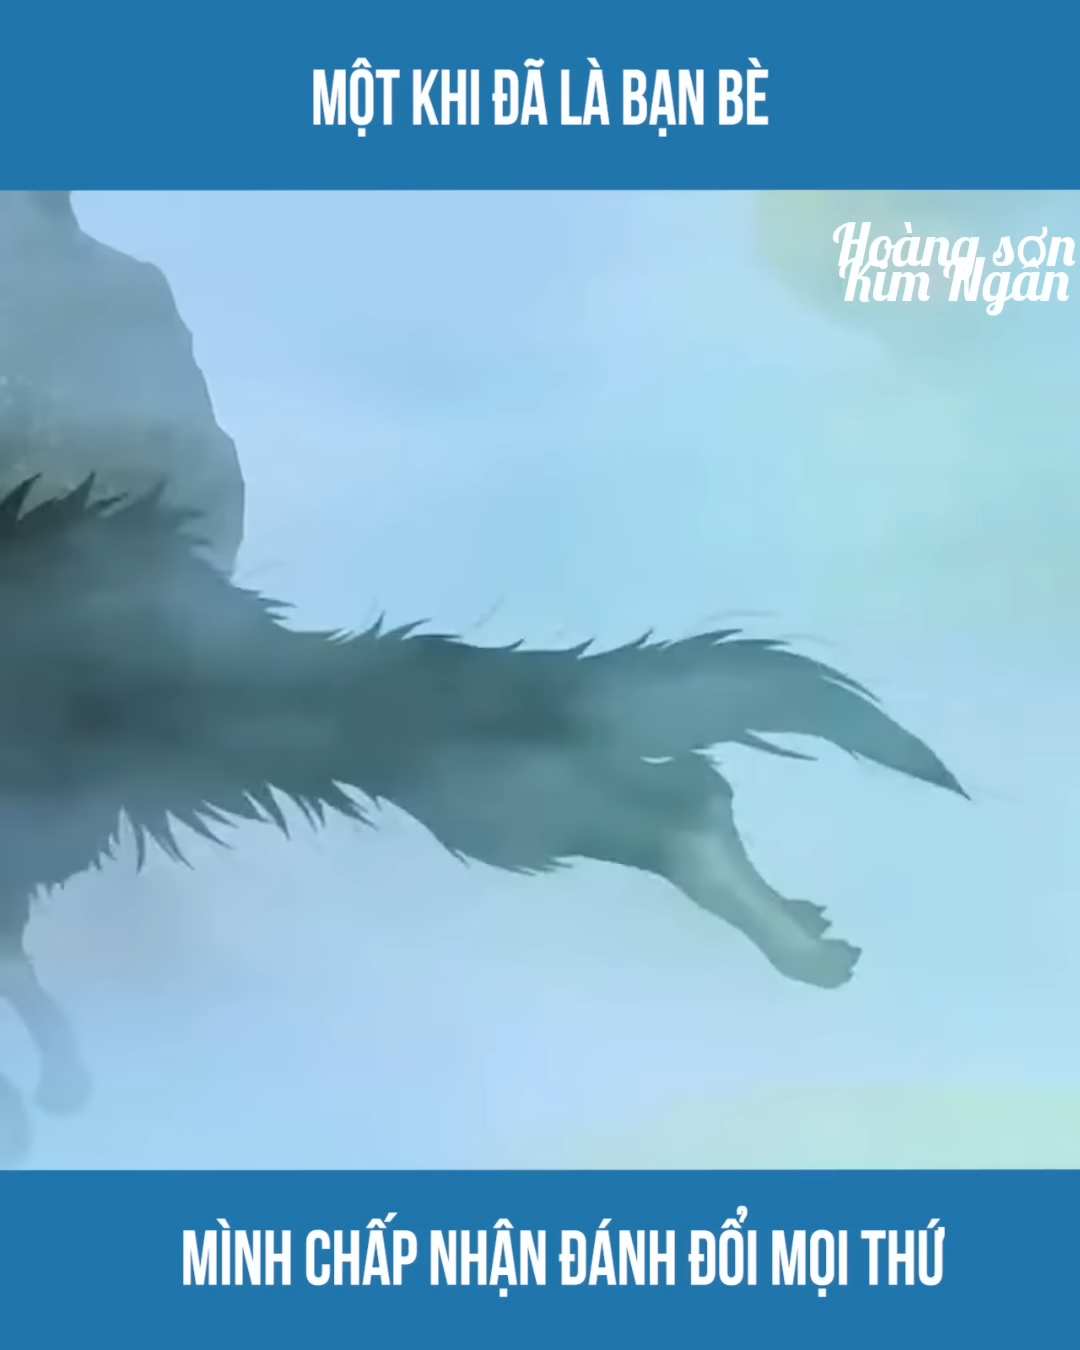 MỘT KHI ĐÃ LÀ BẠN BÈ
Hoàng sơn
Kim Ngân
MÌNH CHẤP NHẬN ĐÁNH ĐỔI MỌI THỨ